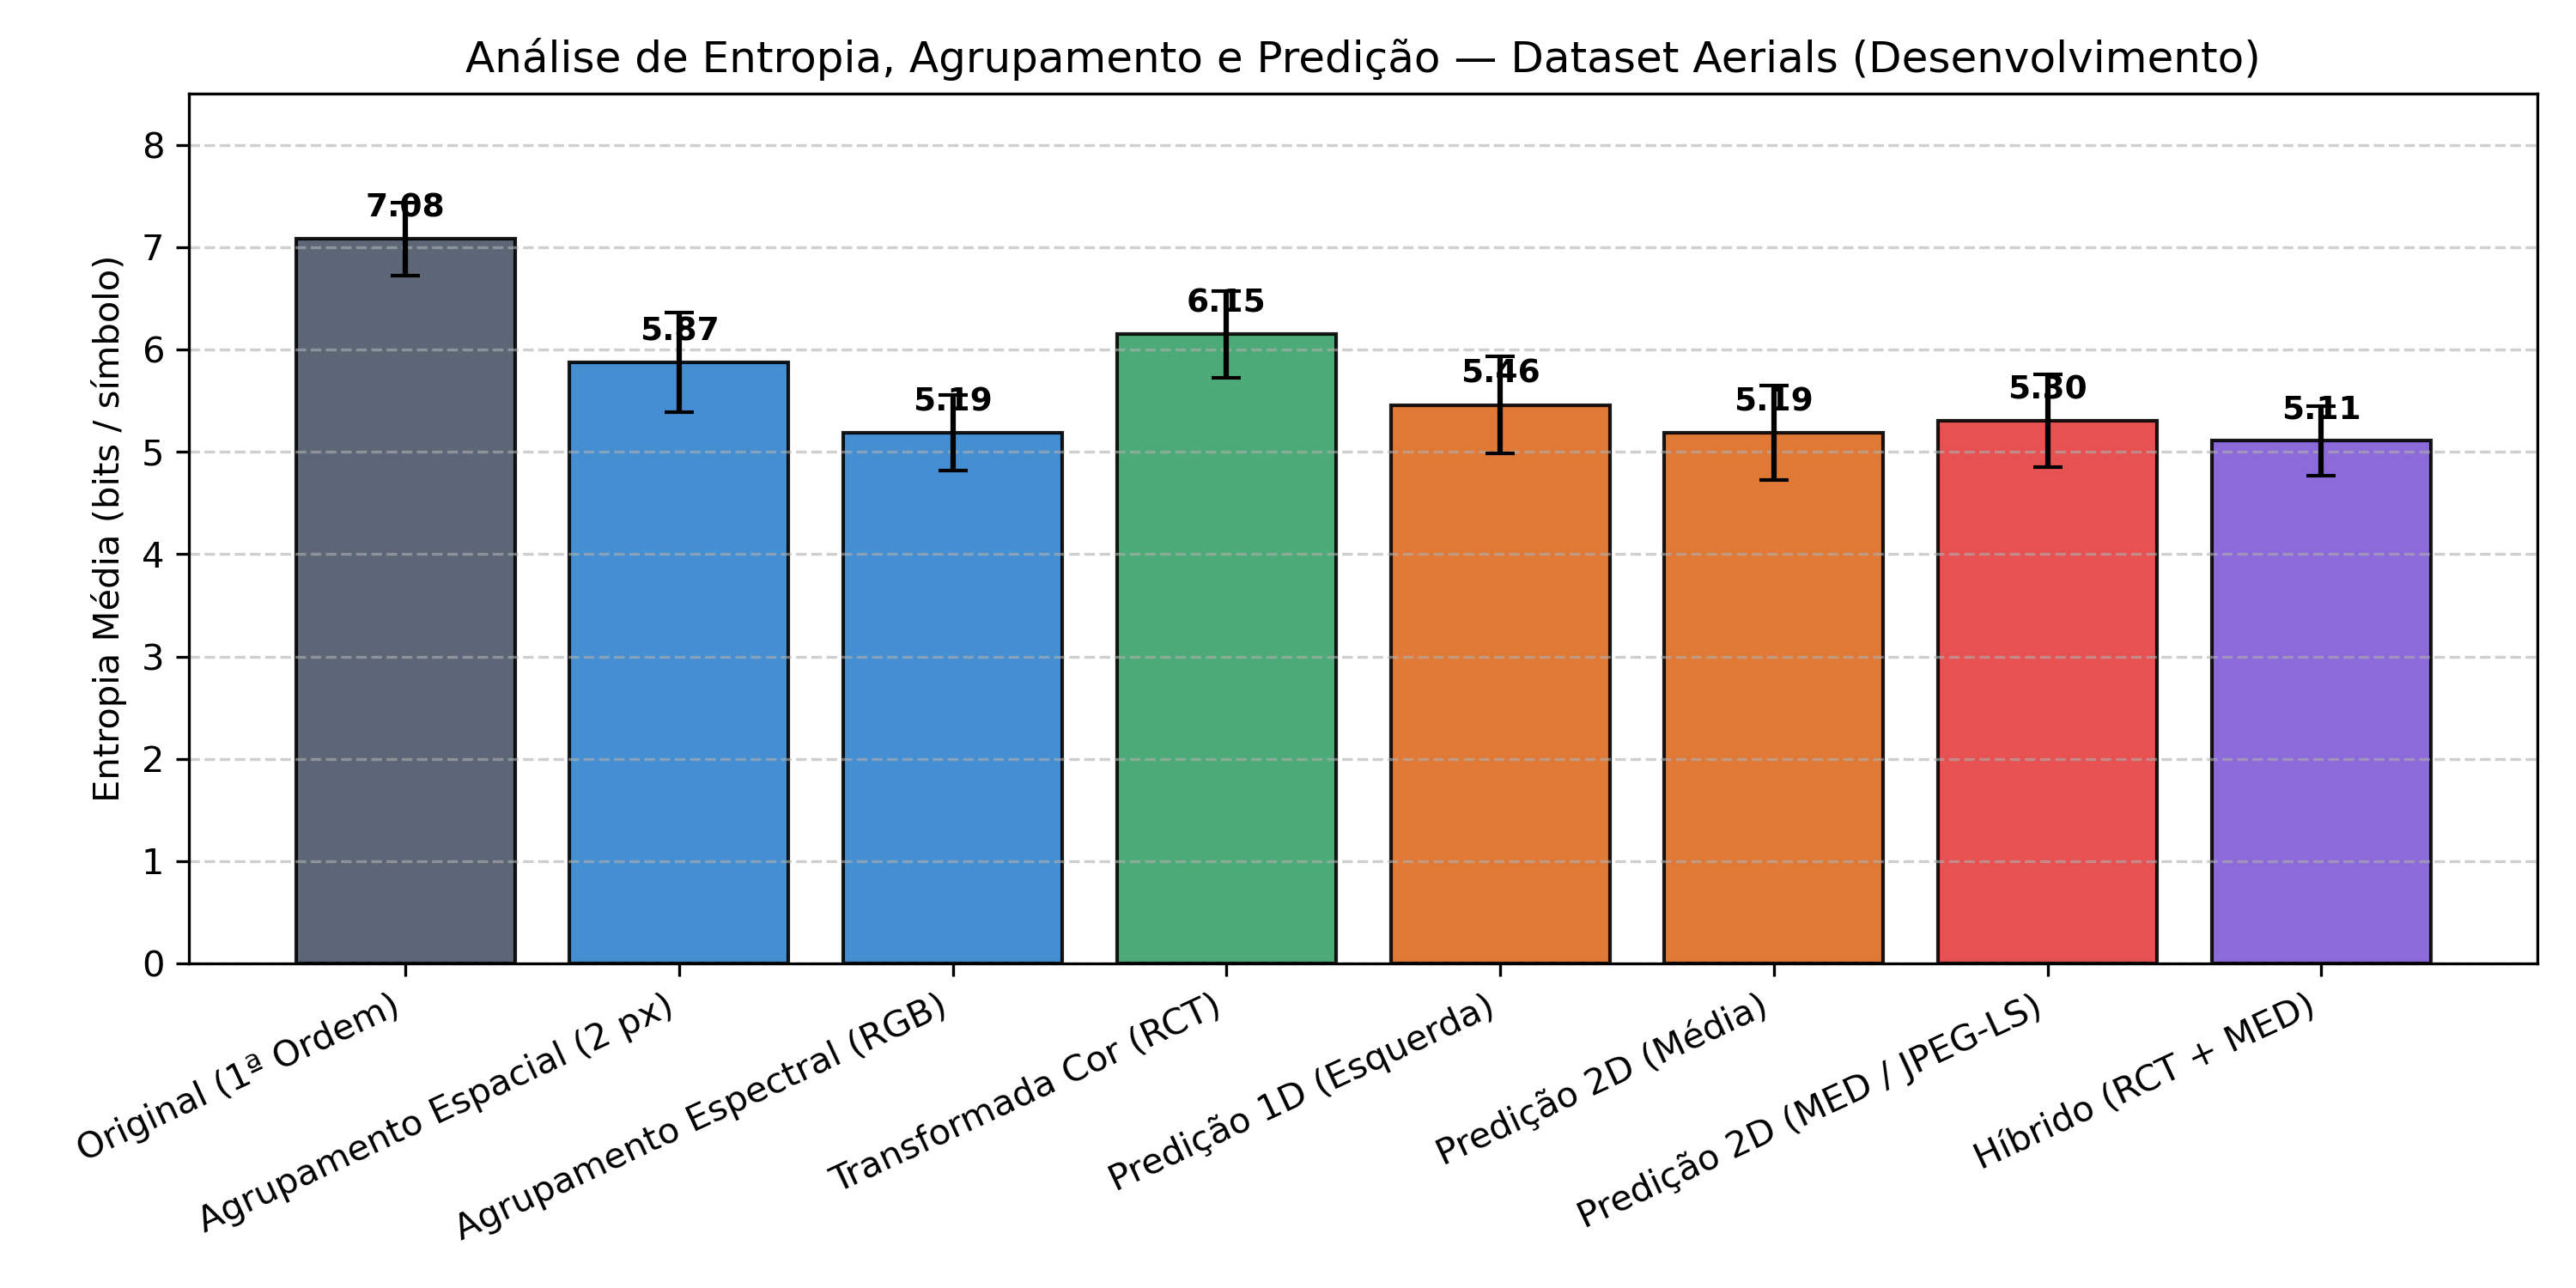 Análise de Entropia, Agrupamento e Predição — Dataset Aerials (Desenvolvimento)
Entropia Média (bits / símbolo)
8
7
6
5
4
3
2
1
0
7.08
5.87
5.19
6.15
5.46
5.19
5.30
5.11
Original (1ª Ordem)
Agrupamento Espacial (2 px)
Agrupamento Espectral (RGB)
Transformada Cor (RCT)
Predição 1D (Esquerda)
Predição 2D (Média)
Predição 2D (MED / JPEG-LS)
Híbrido (RCT + MED)